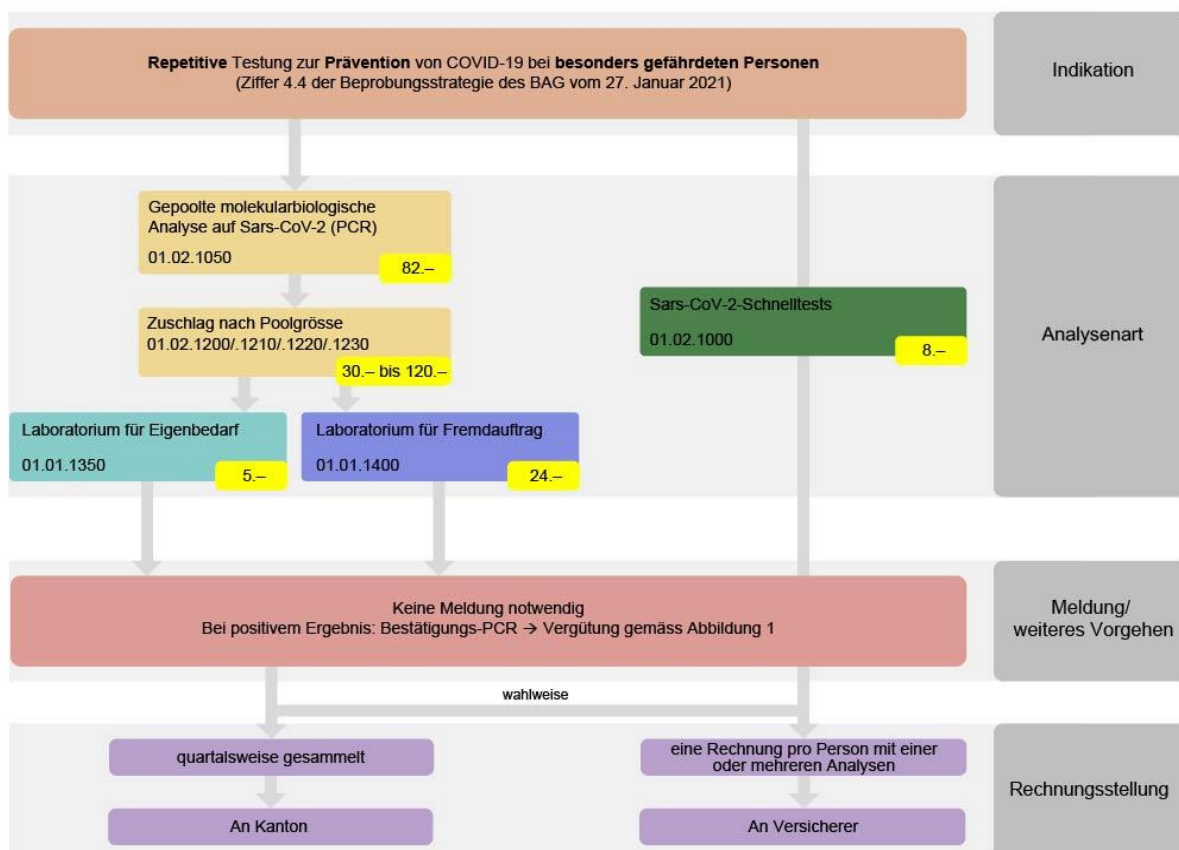 Repetitive Testung zur Prävention von COVID-19 bei besonders gefährdeten Personen
(Ziffer 4.4 der Beprobungsstrategie des BAG vom 27. Januar 2021)
Indikation
Gepoolte molekularbiologische
Analyse auf Sars-CoV-2 (PCR)
01.02.1050
82.–
Zuschlag nach Poolgrösse
01.02.1200/.1210/.1220/.1230
30.– bis 120.–
Sars-CoV-2-Schnelltests
01.02.1000
8.–
Analysenart
Laboratorium für Eigenbedarf
01.01.1350
5.–
Laboratorium für Fremdauftrag
01.01.1400
24.–
Keine Meldung notwendig
Bei positivem Ergebnis: Bestätigungs-PCR → Vergütung gemäss Abbildung 1
Meldung/
weiteres Vorgehen
wahlweise
quartalsweise gesammelt
eine Rechnung pro Person mit einer
oder mehreren Analysen
An Kanton
An Versicherer
Rechnungsstellung